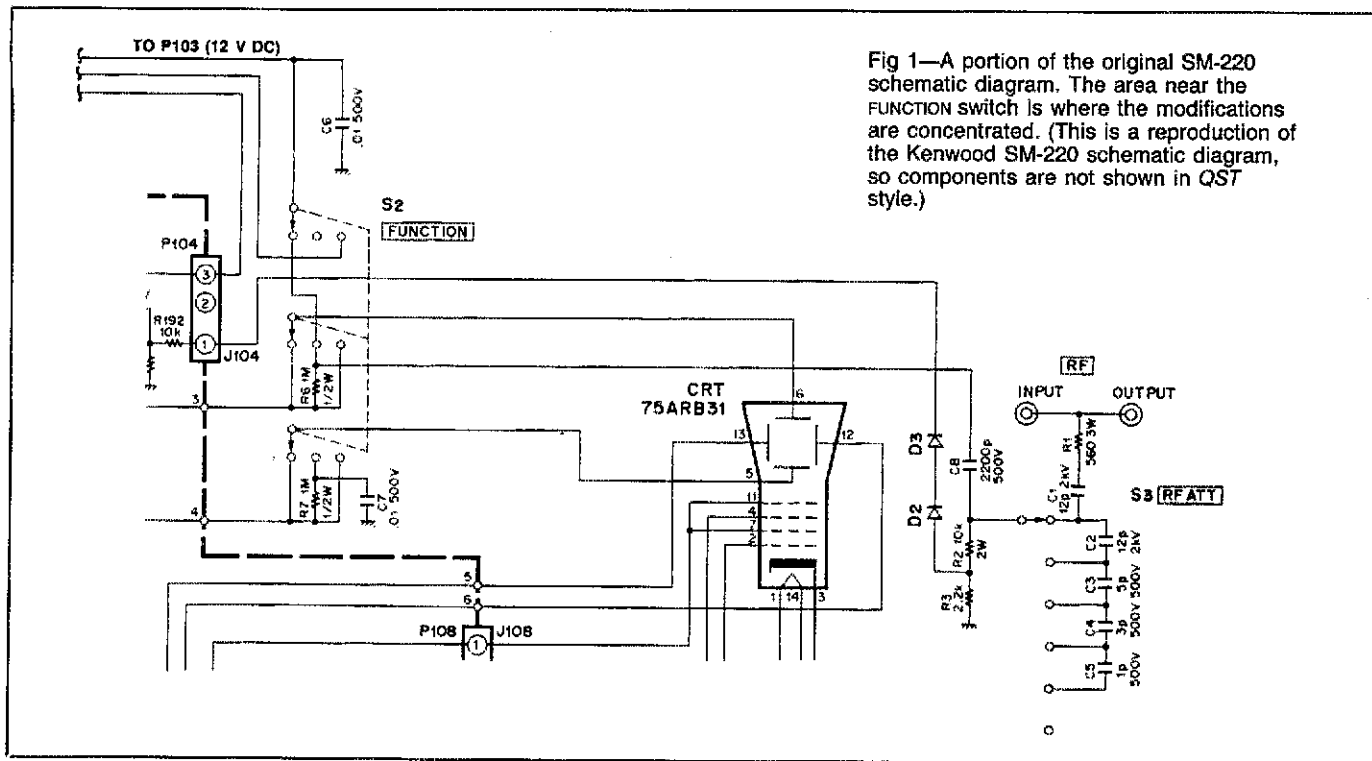 TO P103 (12 V DC)
Fig 1—A portion of the original SM-220
schematic diagram. The area near the
FUNCTION switch is where the modifications
are concentrated. (This is a reproduction of
the Kenwood SM-220 schematic diagram,
so components are not shown in QST
style.)
C6
.01 500V
S2
FUNCTION
P104
3
2
1
J104
R192
10k
R6 1M
1/2W
3
R7 1M
1/2W
C7
.01 500V
4
CRT
75ARB31
6
13
12
5
11
4
1 14 3
5
6
P108
J108
1
D3
D2
C8
2200p
500V
R2 10k
2W
R3
2.2k
RF
INPUT
OUTPUT
R1
560 3W
C1
12p 2kV
S3 RF ATT
C2
12p
2kV
C3
5p
500V
C4
3p
500V
C5
1p
500V